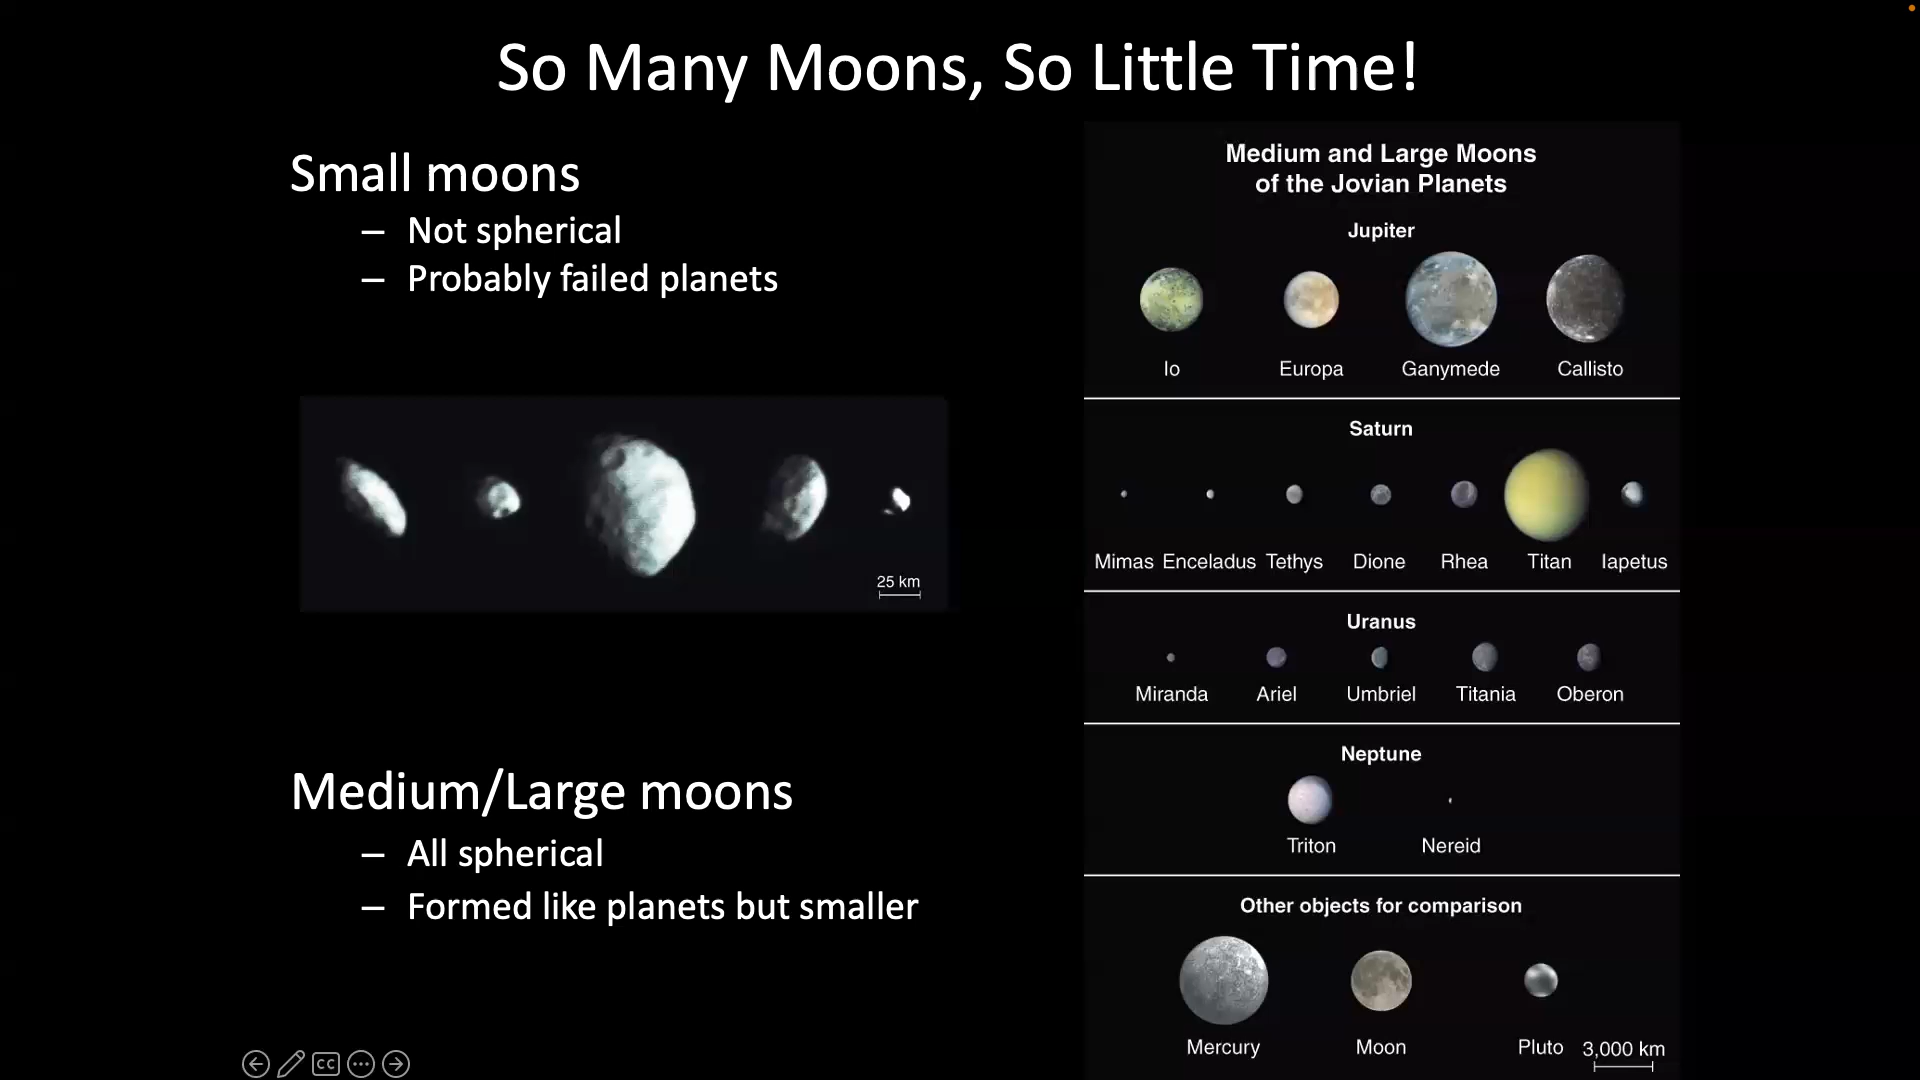 So Many Moons, So Little Time!
Small moons
– Not spherical
– Probably failed planets
25 km
Medium/Large moons
– All spherical
– Formed like planets but smaller
Medium and Large Moons
of the Jovian Planets
Jupiter
Io Europa Ganymede Callisto
Saturn
Mimas Enceladus Tethys Dione Rhea Titan Iapetus
Uranus
Miranda Ariel Umbriel Titania Oberon
Neptune
Triton Nereid
Other objects for comparison
Mercury Moon Pluto 3,000 km
CC